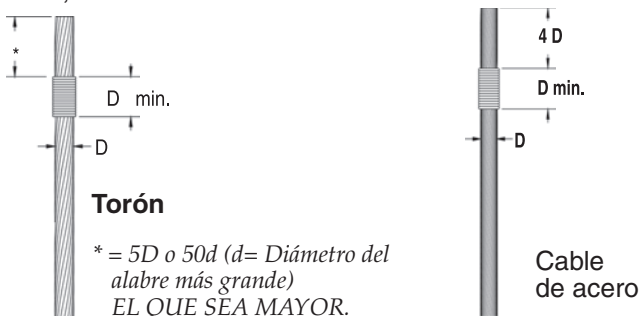 *
D min.
D
Torón
* = 5D o 50d (d= Diámetro del
alabre más grande)
EL QUE SEA MAYOR.
4 D
D min.
D
Cable
de acero